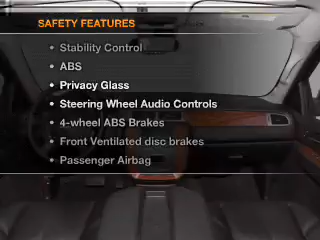 SAFETY FEATURES
• Stability Control
• ABS
• Privacy Glass
• Steering Wheel Audio Controls
• 4-wheel ABS Brakes
• Front Ventilated disc brakes
• Passenger Airbag